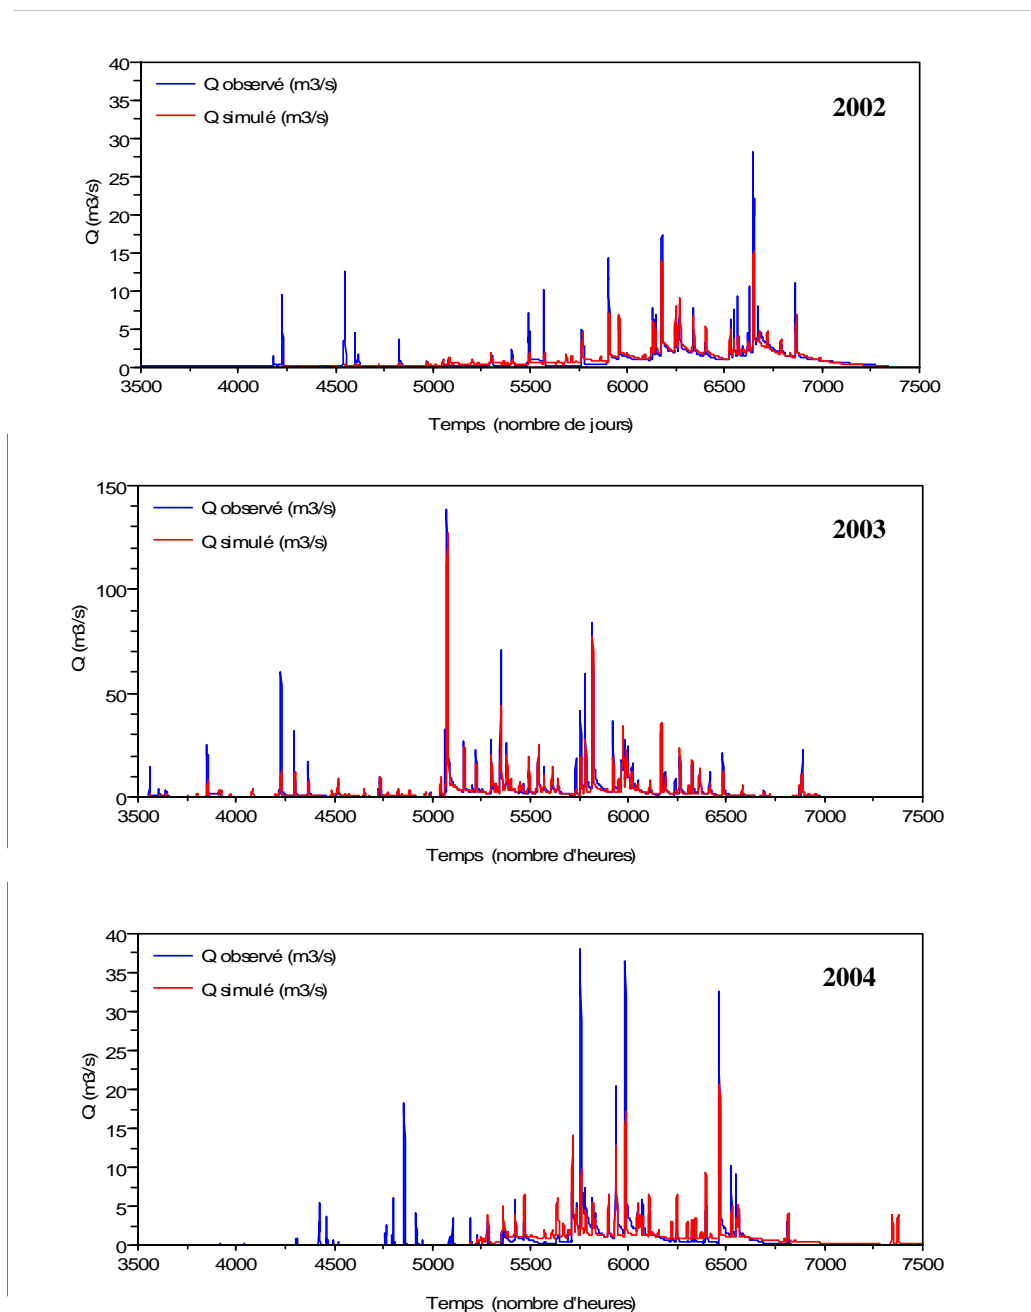 40
35
30
25
20
15
10
5
0
Q (m3/s)
Q observé (m3/s)
Q simulé (m3/s)
2002
3500 4000 4500 5000 5500 6000 6500 7000 7500
Temps (nombre de jours)
150
100
50
0
Q (m3/s)
Q observé (m3/s)
Q simulé (m3/s)
2003
3500 4000 4500 5000 5500 6000 6500 7000 7500
Temps (nombre d'heures)
40
35
30
25
20
15
10
5
0
Q (m3/s)
Q observé (m3/s)
Q simulé (m3/s)
2004
3500 4000 4500 5000 5500 6000 6500 7000 7500
Temps (nombre d'heures)